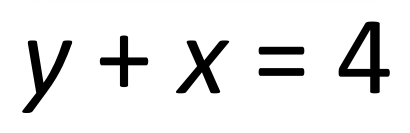 y + x = 4